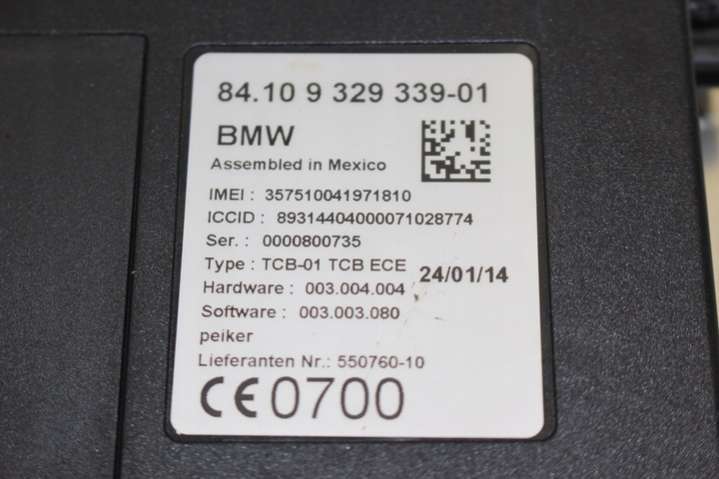 84.10 9 329 339-01
BMW
Assembled in Mexico
IMEI : 357510041971810
ICCID : 89314404000071028774
Ser. : 0000800735
Type : TCB-01 TCB ECE
24/01/14
Hardware : 003.004.004
Software : 003.003.080
peiker
Lieferanten Nr.: 550760-10
CE0700